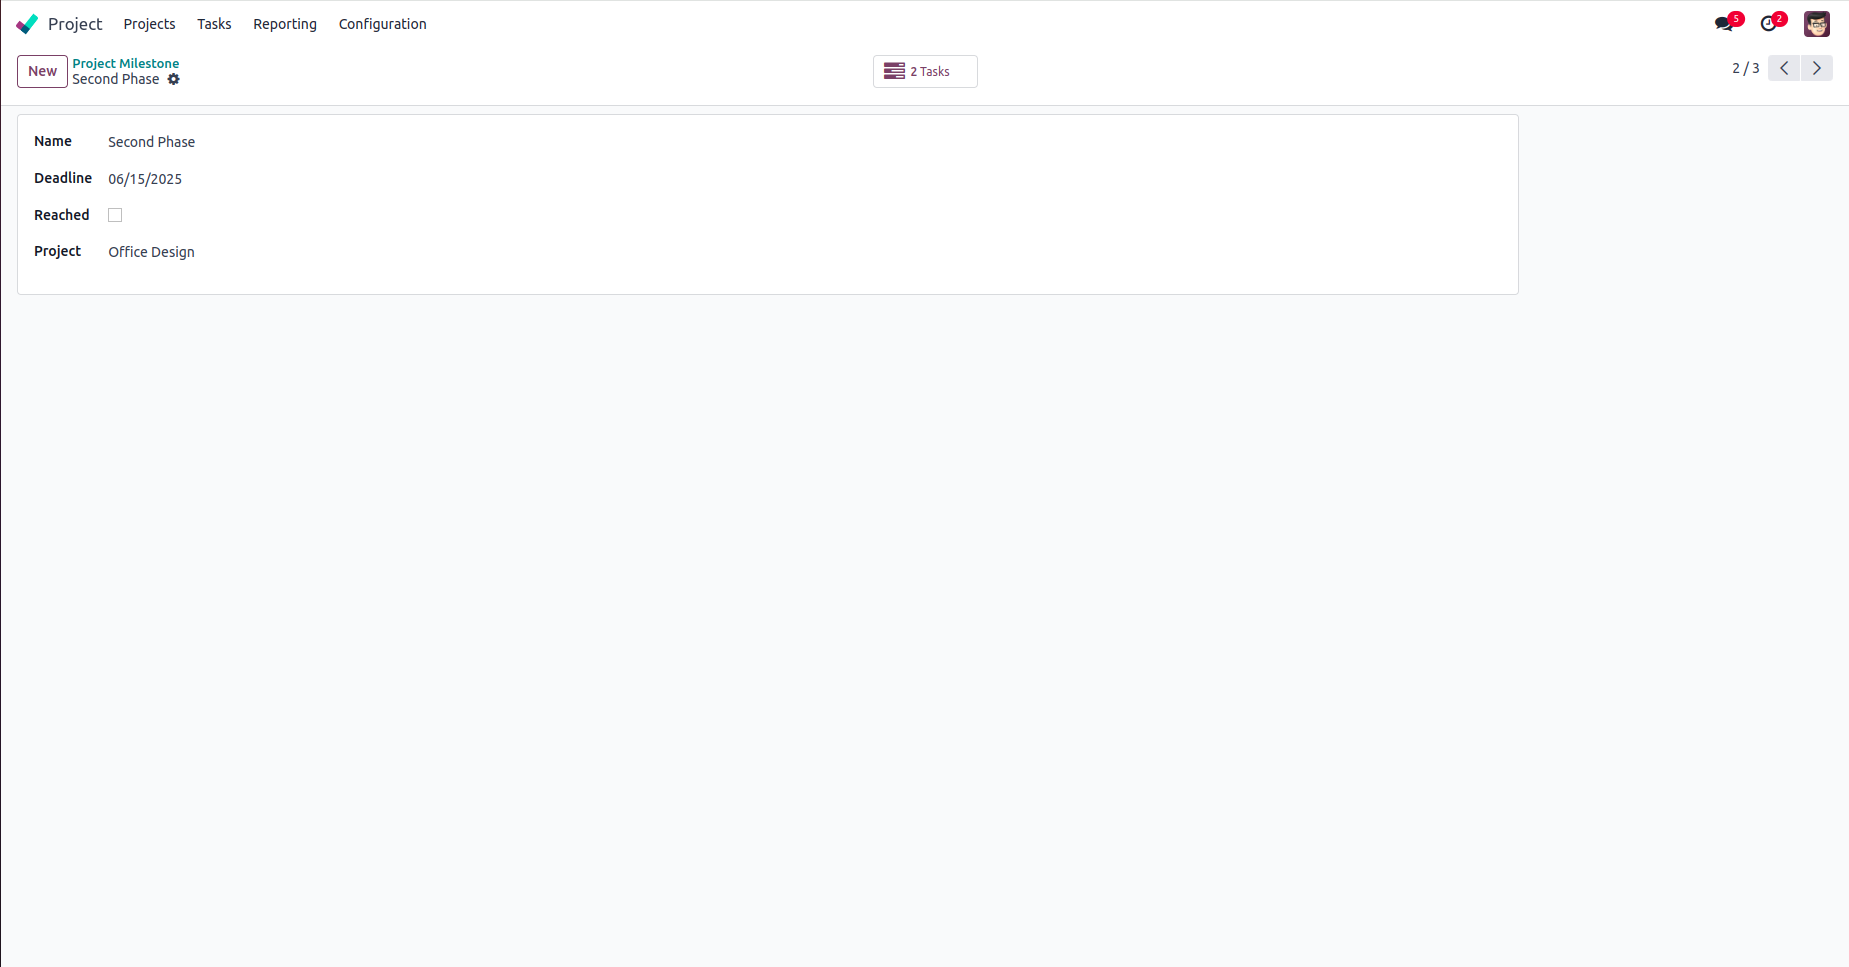 Project Projects Tasks Reporting Configuration 5 2
New Project Milestone 2 Tasks 2 / 3
Second Phase
Name Second Phase
Deadline 06/15/2025
Reached
Project Office Design